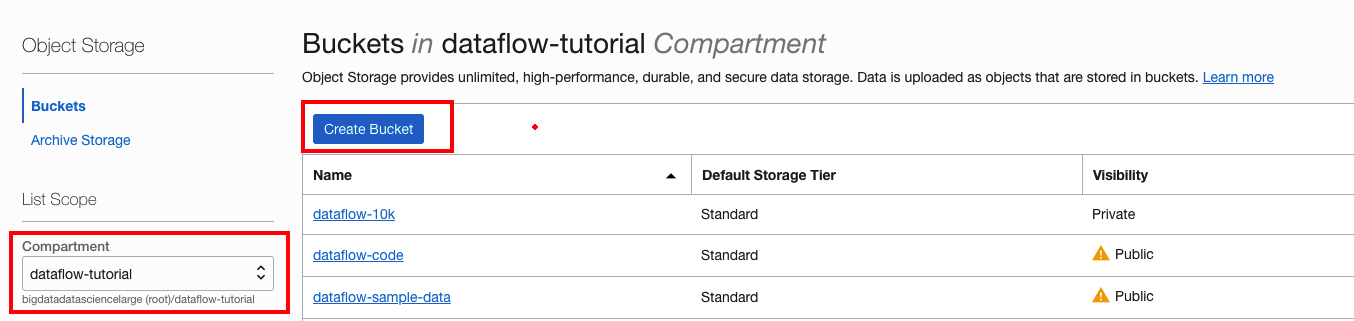 Object Storage
Buckets
Archive Storage
List Scope
Compartment
dataflow-tutorial
bigdatadatasciencelarge (root)/dataflow-tutorial
Buckets in dataflow-tutorial Compartment
Object Storage provides unlimited, high-performance, durable, and secure data storage. Data is uploaded as objects that are stored in buckets. Learn more
Create Bucket
Name Default Storage Tier Visibility
dataflow-10k Standard Private
dataflow-code Standard Public
dataflow-sample-data Standard Public